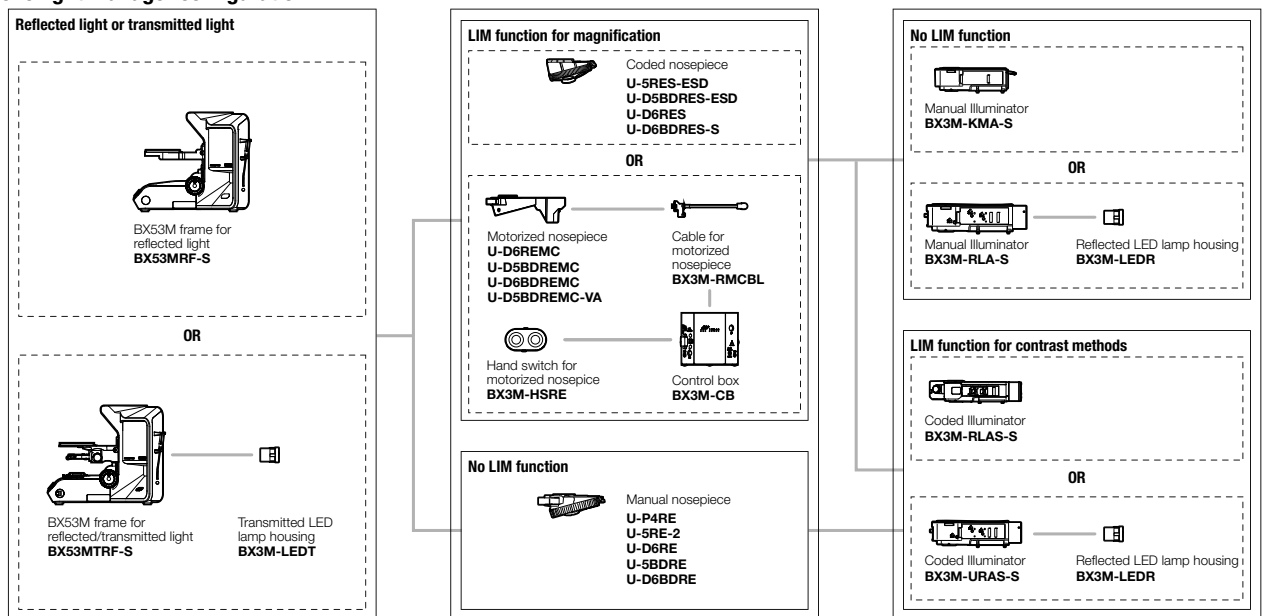 Reflected light or transmitted light
BX53M frame for
reflected light
BX53MRF-S
OR
BX53M frame for
reflected/transmitted light
BX53MTRF-S
Transmitted LED
lamp housing
BX3M-LEDT
LIM function for magnification
Coded nosepiece
U-5RES-ESD
U-D5BDRES-ESD
U-D6RES
U-D6BDRES-S
OR
Motorized nosepiece
U-D6REMC
U-D5BDREMC
U-D6BDREMC
U-D5BDREMC-VA
Cable for
motorized
nosepiece
BX3M-RMCBL
Hand switch for
motorized nosepice
BX3M-HSRE
Control box
BX3M-CB
No LIM function
Manual nosepiece
U-P4RE
U-5RE-2
U-D6RE
U-5BDRE
U-D6BDRE
No LIM function
Manual Illuminator
BX3M-KMA-S
OR
Manual Illuminator
BX3M-RLA-S
Reflected LED lamp housing
BX3M-LEDR
LIM function for contrast methods
Coded Illuminator
BX3M-RLAS-S
OR
Coded Illuminator
BX3M-URAS-S
Reflected LED lamp housing
BX3M-LEDR